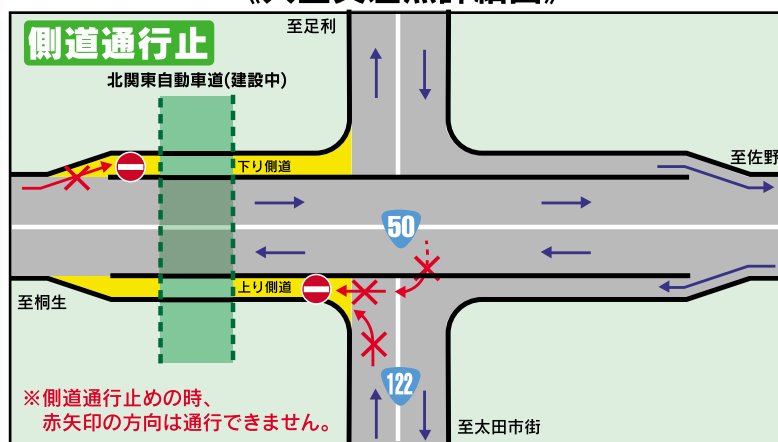 至足利
側道通行止
北関東自動車道(建設中)
下り側道
至佐野
50
上り側道
至桐生
122
※側道通行止めの時、
赤矢印の方向は通行できません。
至太田市街